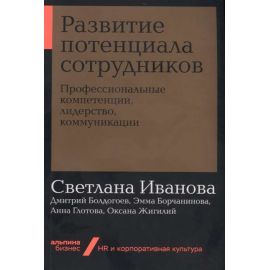 Развитие
потенциала
сотрудников
Профессиональные
компетенции,
лидерство,
коммуникации
Светлана Иванова
Дмитрий Болдогоев, Эмма Борчанинова,
Анна Глотова, Оксана Жигилий
альпина
бизнес
HR и корпоративная культура